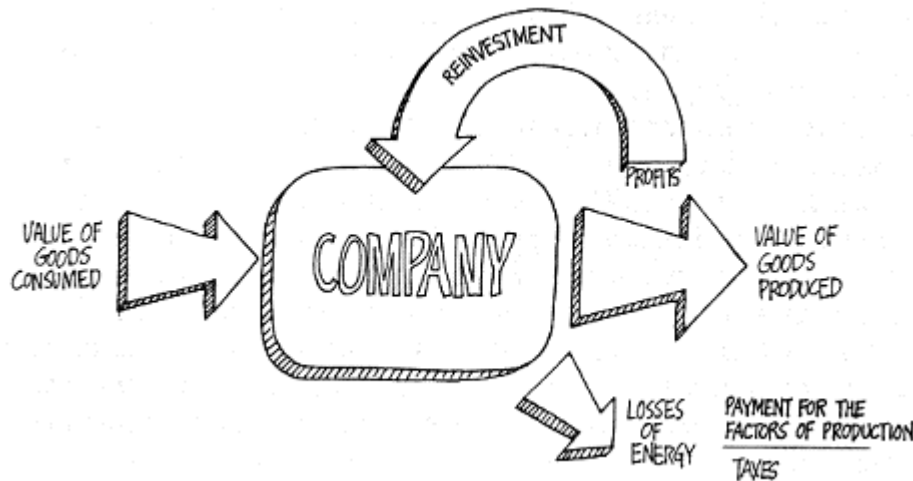 REINVESTMENT
PROFITS
VALUE OF
GOODS
CONSUMED
COMPANY
VALUE OF
GOODS
PRODUCED
LOSSES
OF
ENERGY
PAYMENT FOR THE
FACTORS OF PRODUCTION
TAXES